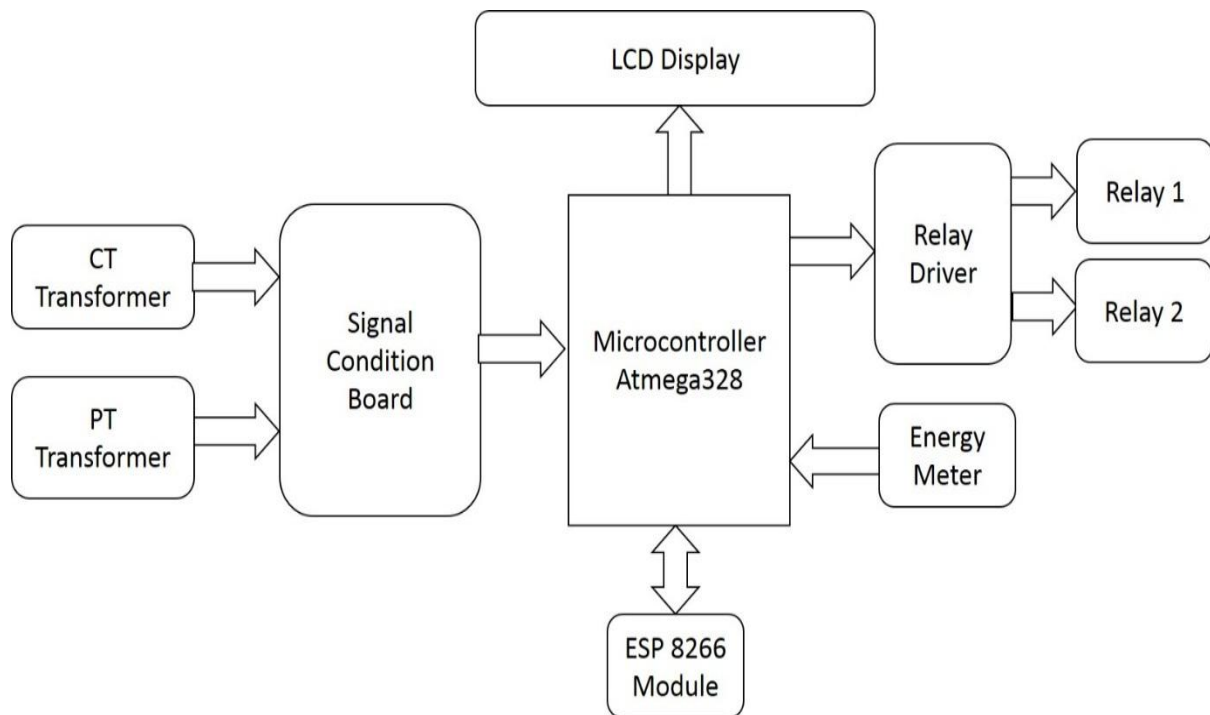 LCD Display
CT
Transformer
PT
Transformer
Signal
Condition
Board
Microcontroller
Atmega328
Relay
Driver
Relay 1
Relay 2
Energy
Meter
ESP 8266
Module